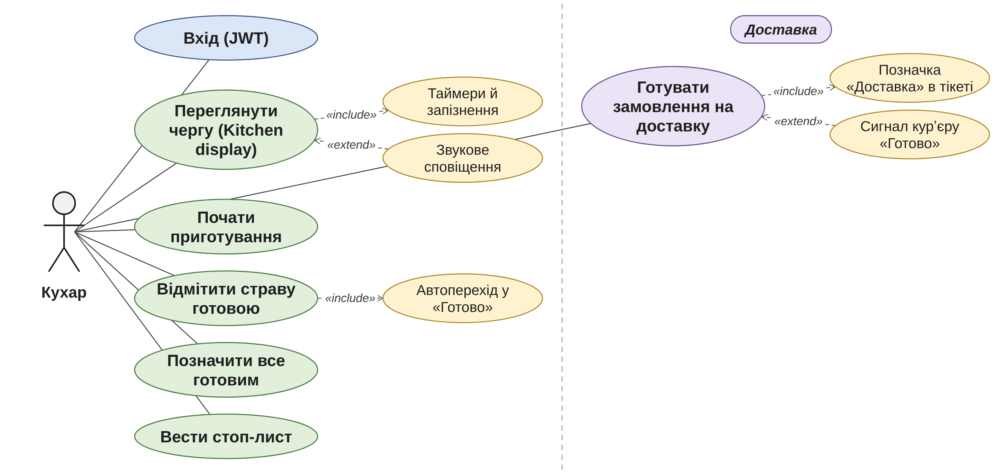 Вхід (JWT)
Переглянути
чергу (Kitchen
display)
«include»
Таймери й
запізнення
«extend»
Звукове
сповіщення
Почати
приготування
Відмітити страву
готовою
«include»
Автоперехід у
«Готово»
Позначити все
готовим
Вести стоп-лист
Кухар
Доставка
Готувати
замовлення на
доставку
«include»
Позначка
«Доставка» в тікеті
«extend»
Сигнал кур’єру
«Готово»